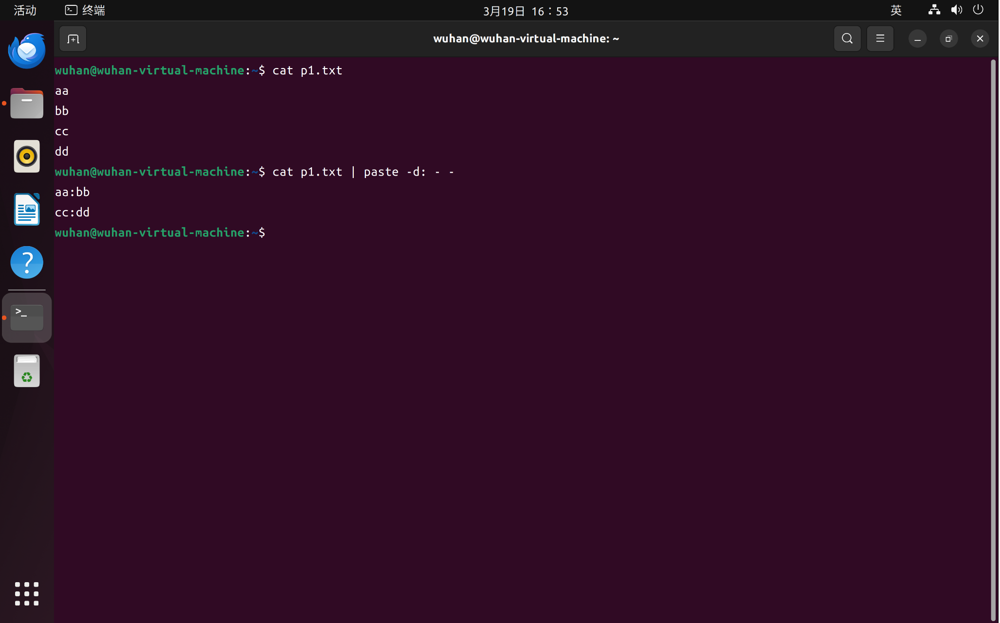 活动 终端 3月19日 16：53 英
wuhan@wuhan-virtual-machine: ~
wuhan@wuhan-virtual-machine:~$ cat p1.txt
aa
bb
cc
dd
wuhan@wuhan-virtual-machine:~$ cat p1.txt | paste -d: - -
aa:bb
cc:dd
wuhan@wuhan-virtual-machine:~$